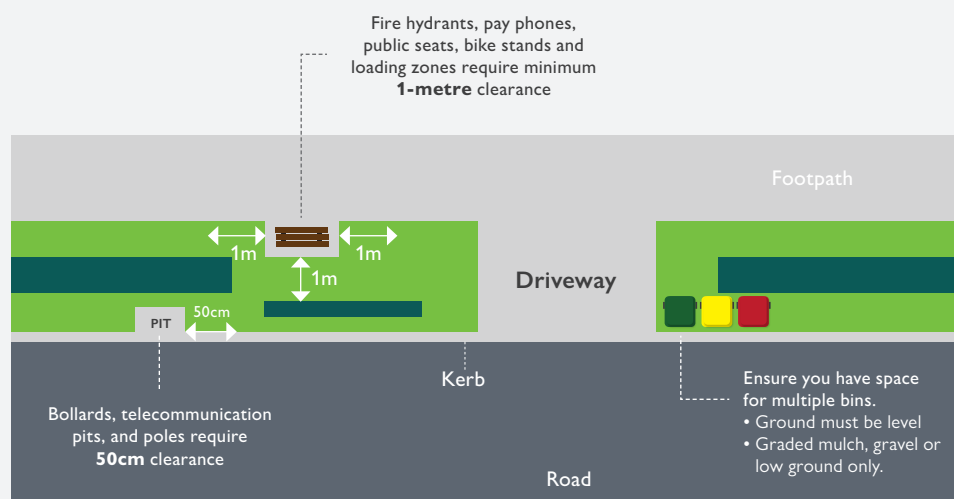 Fire hydrants, pay phones,
public seats, bike stands and
loading zones require minimum
1-metre clearance
Footpath
1m
1m
1m
Driveway
50cm
PIT
Kerb
Bollards, telecommunication
pits, and poles require
50cm clearance
Ensure you have space
for multiple bins.
• Ground must be level
• Graded mulch, gravel or
low ground only.
Road